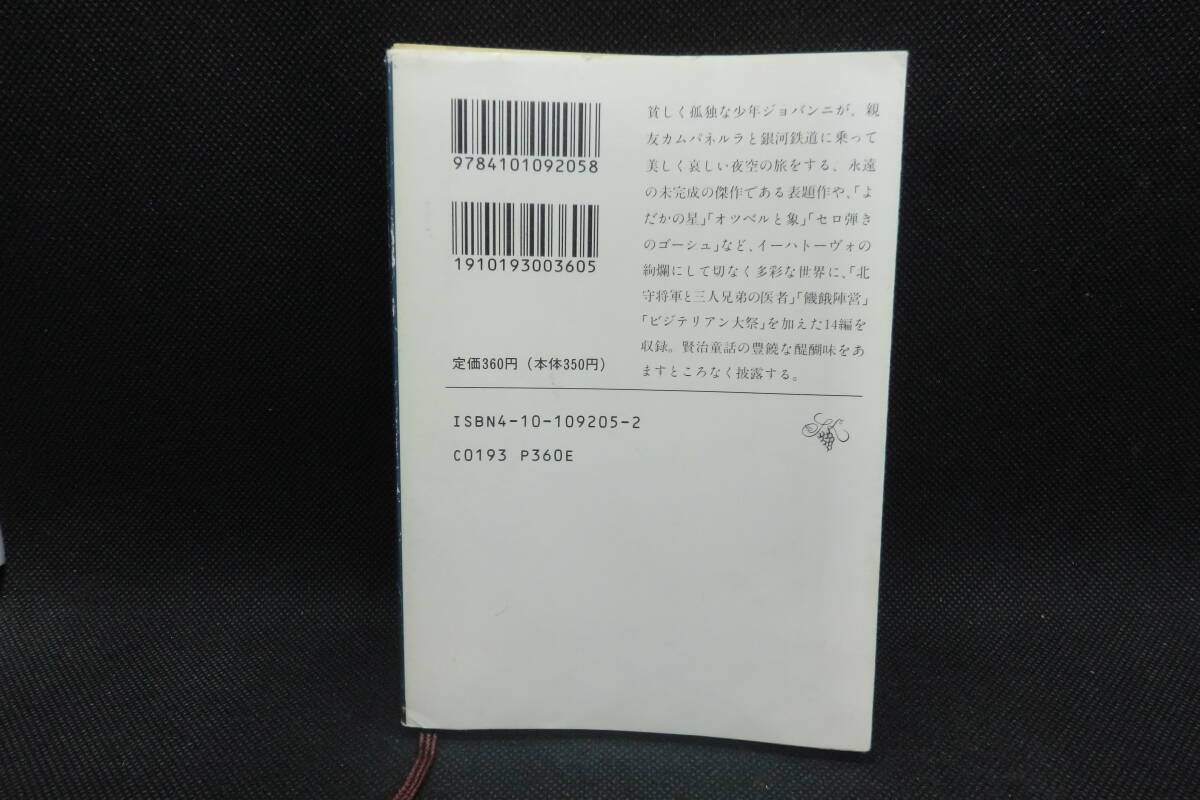 9784101092058
1910193003605
定価360円（本体350円）
ISBN4-10-109205-2
C0193 P360E
貧しく孤独な少年ジョバンニが、親
友カムパネルラと銀河鉄道に乗って
美しく哀しい夜空の旅をする、永遠
の未完成の傑作である表題作や、「よ
だかの星」「オツベルと象」「セロ弾き
のゴーシュ」など、イーハトーヴォの
絢爛にして切なく多彩な世界に、「北
守将軍と三人兄弟の医者」「饑餓陣営」
「ビジテリアン大祭」を加えた14編を
収録。賢治童話の豊饒な醍醐味をあ
ますところなく披露する。